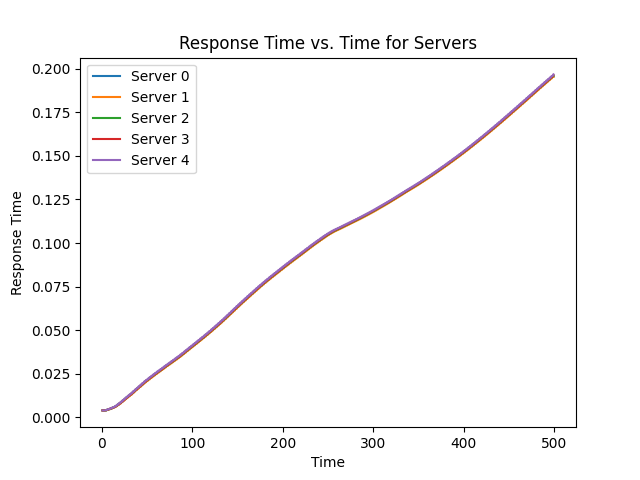 Response Time vs. Time for Servers
0.200
0.175
0.150
0.125
0.100
0.075
0.050
0.025
0.000
Response Time
Server 0
Server 1
Server 2
Server 3
Server 4
0
100
200
300
400
500
Time